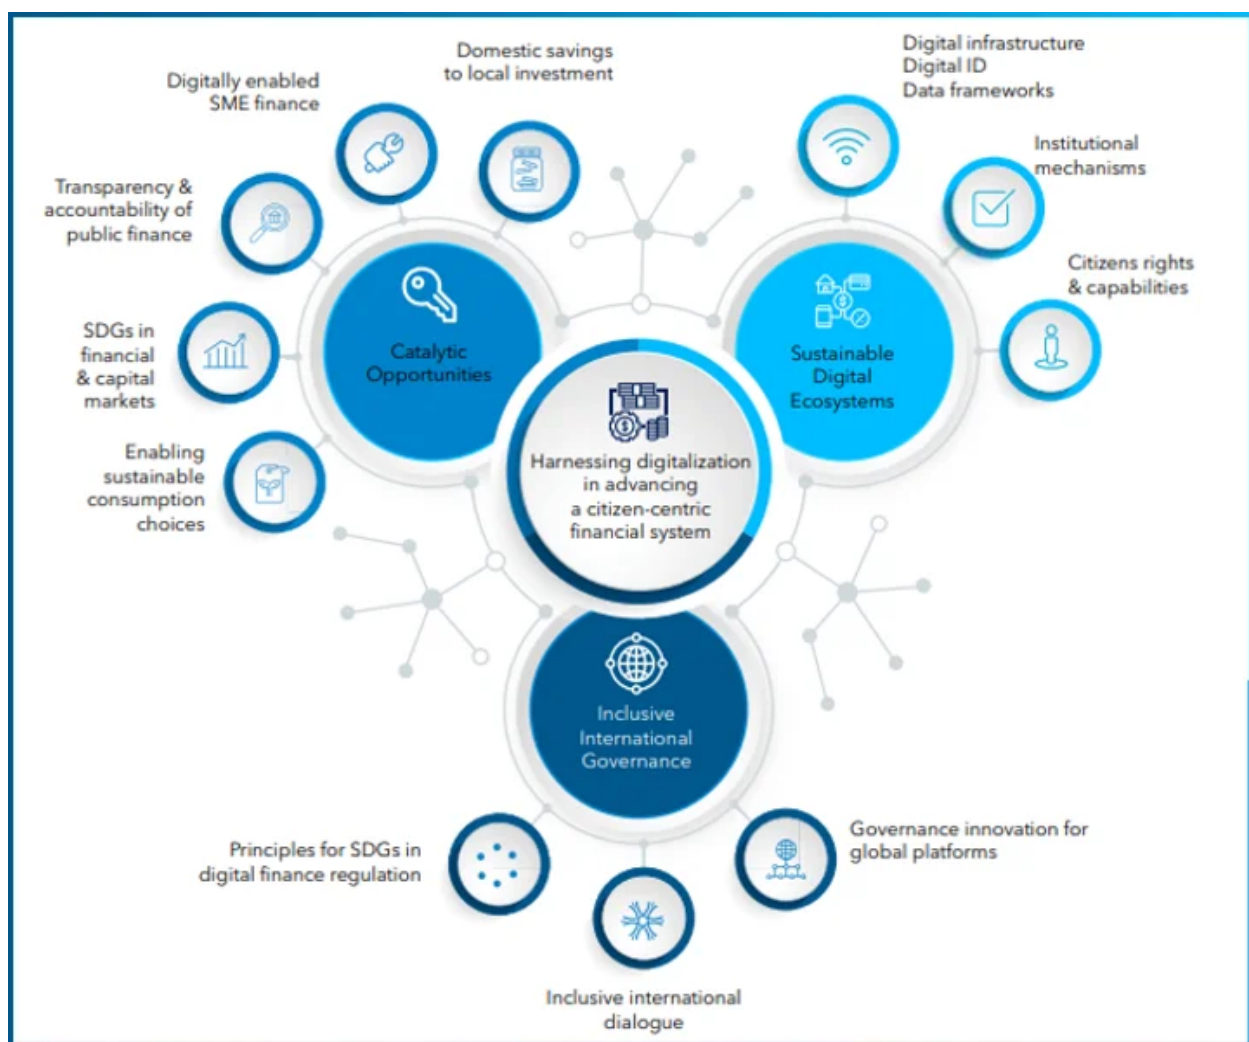 Domestic savings
to local investment
Digitally enabled
SME finance
Transparency &
accountability of
public finance
SDGs in
financial
& capital
markets
Enabling
sustainable
consumption
choices
Catalytic
Opportunities
Digital infrastructure
Digital ID
Data frameworks
Institutional
mechanisms
Citizens rights
& capabilities
Sustainable
Digital
Ecosystems
Harnessing digitalization
in advancing
a citizen-centric
financial system
Inclusive
International
Governance
Principles for SDGs in
digital finance regulation
Inclusive international
dialogue
Governance innovation for
global platforms